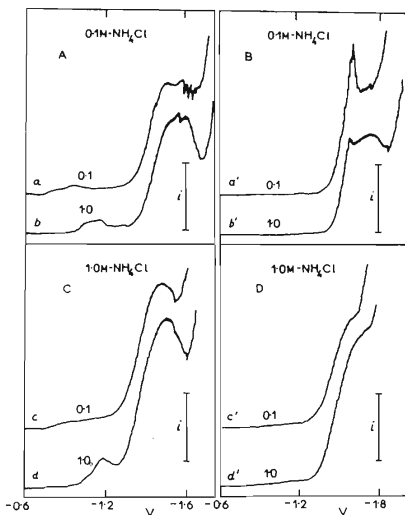 0·1M-NH₄Cl
A
a
0·1
b
1·0
i
0·1M-NH₄Cl
B
a'
0·1
b'
1·0
i
1·0M-NH₄Cl
C
c
0·1
d
1·0
i
1·0M-NH₄Cl
D
c'
0·1
d'
1·0
i
−0·6 −1·2 −1·6 −0·6 −1·2 −1·8
V V